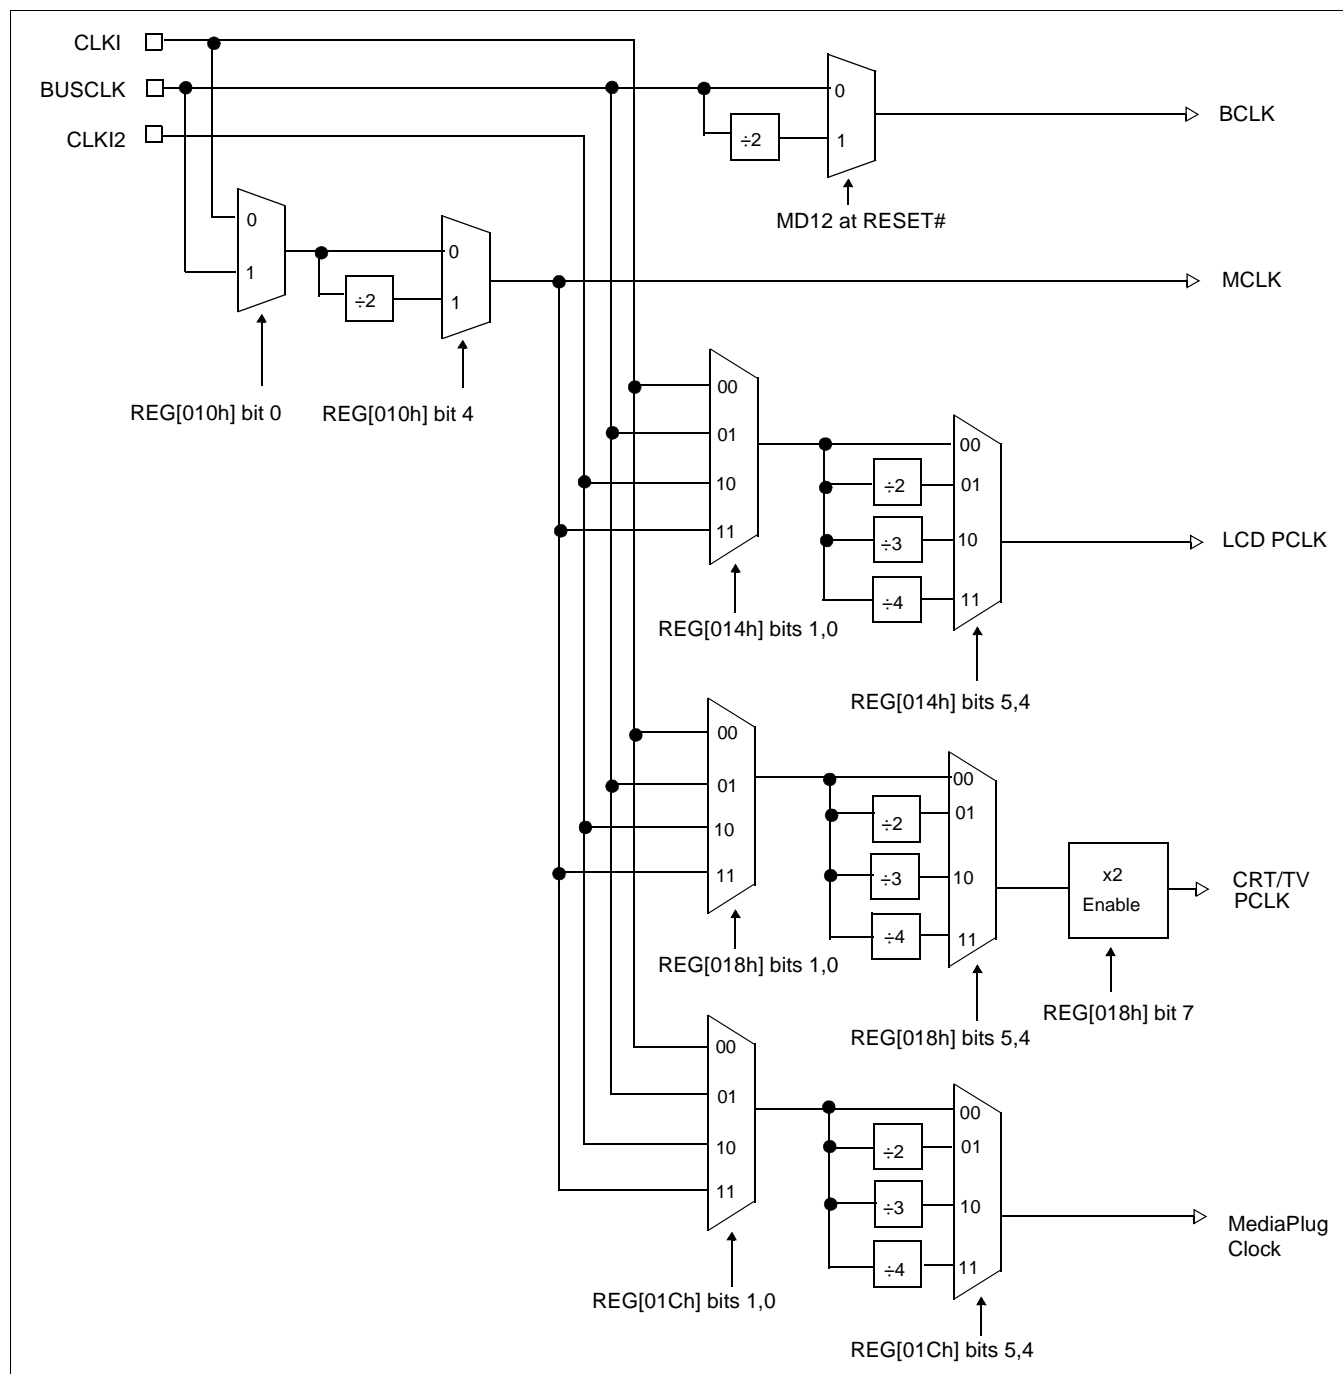 CLKI
BUSCLK
CLKI2
0
÷2
1
BCLK
MD12 at RESET#
0
1
0
÷2
1
MCLK
REG[010h] bit 0
REG[010h] bit 4
00
01
10
11
REG[014h] bits 1,0
00
÷2
01
÷3
10
÷4
11
LCD PCLK
REG[014h] bits 5,4
00
01
10
11
REG[018h] bits 1,0
00
÷2
01
÷3
10
÷4
11
REG[018h] bits 5,4
x2
Enable
CRT/TV
PCLK
REG[018h] bit 7
00
01
10
11
REG[01Ch] bits 1,0
00
÷2
01
÷3
10
÷4
11
MediaPlug
Clock
REG[01Ch] bits 5,4